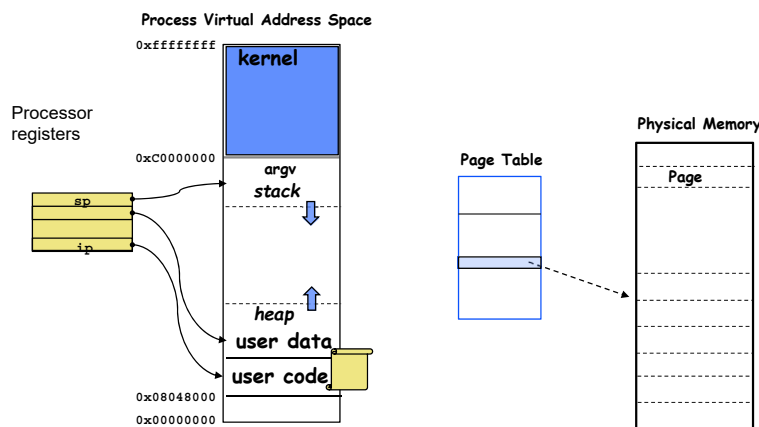 Process Virtual Address Space
0xffffffff
kernel
Processor
registers
Physical Memory
0xC0000000
Page Table
argv
Page
stack
sp
ip
heap
user data
user code
0x08048000
0x00000000